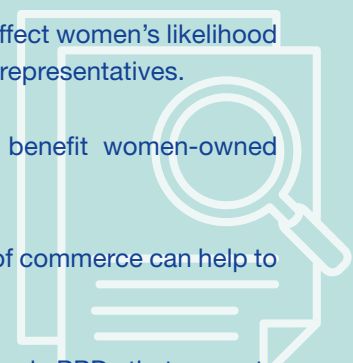 ffect women's likelihood
representatives.
benefit women-owned
of commerce can help to